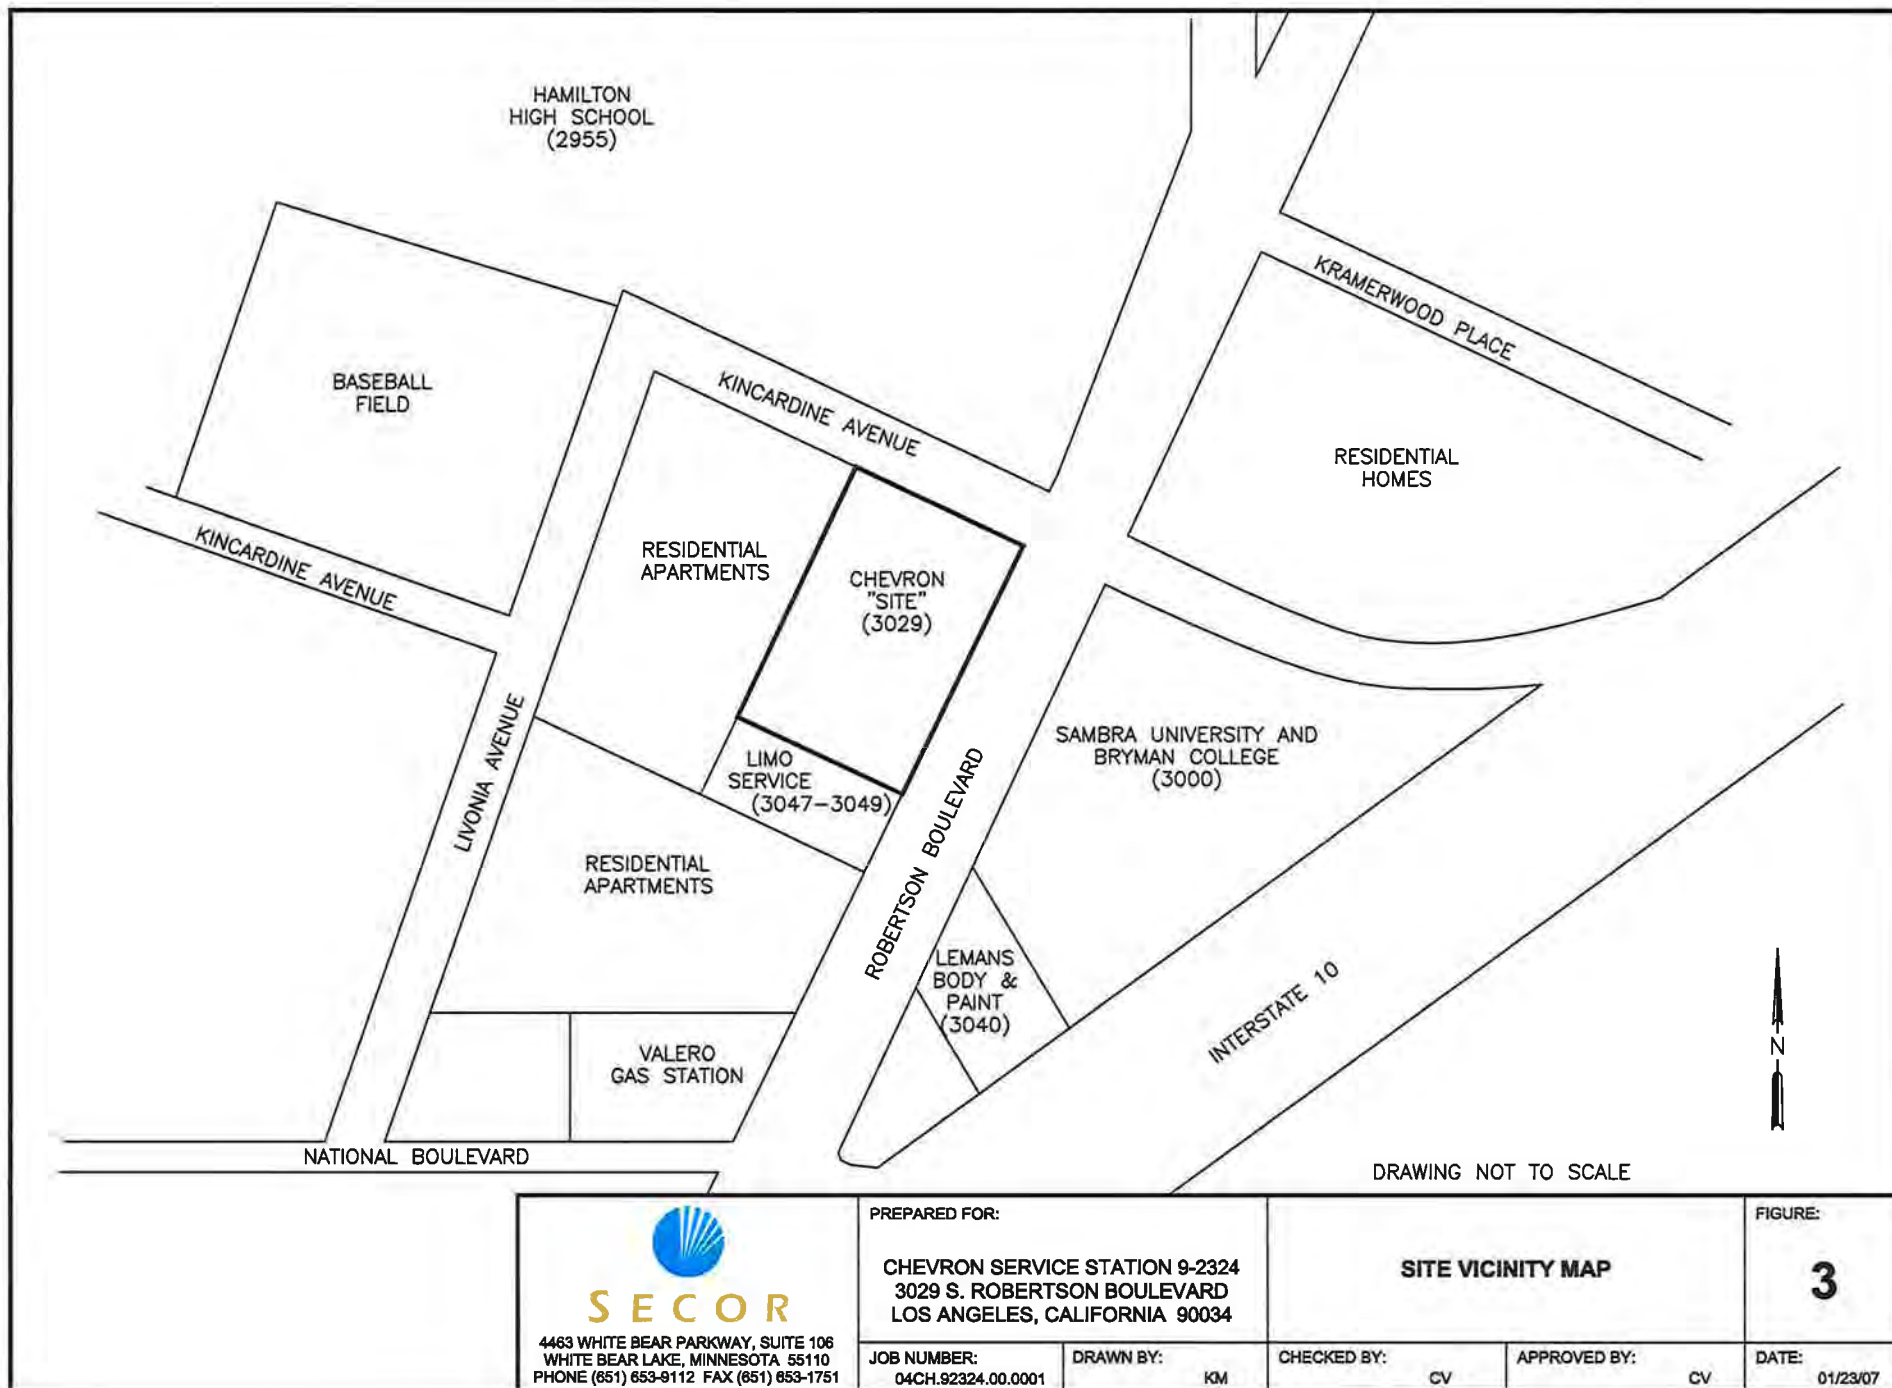 HAMILTON
HIGH SCHOOL
(2955)
KRAMERWOOD PLACE
BASEBALL
FIELD
KINCARDINE AVENUE
RESIDENTIAL
HOMES
KINCARDINE AVENUE
RESIDENTIAL
APARTMENTS
CHEVRON
"SITE"
(3029)
LIVONIA AVENUE
LIMO
SERVICE
(3047-3049)
ROBERTSON BOULEVARD
SAMBRA UNIVERSITY AND
BRYMAN COLLEGE
(3000)
RESIDENTIAL
APARTMENTS
LEMANS
BODY &
PAINT
(3040)
INTERSTATE 10
VALERO
GAS STATION
N
NATIONAL BOULEVARD
DRAWING NOT TO SCALE
SECOR
4463 WHITE BEAR PARKWAY, SUITE 106
WHITE BEAR LAKE, MINNESOTA 55110
PHONE (651) 653-9112 FAX (651) 653-1751
PREPARED FOR:
CHEVRON SERVICE STATION 9-2324
3029 S. ROBERTSON BOULEVARD
LOS ANGELES, CALIFORNIA 90034
SITE VICINITY MAP
FIGURE:
3
JOB NUMBER:
04CH.92324.00.0001
DRAWN BY:
KM
CHECKED BY:
CV
APPROVED BY:
CV
DATE:
01/23/07